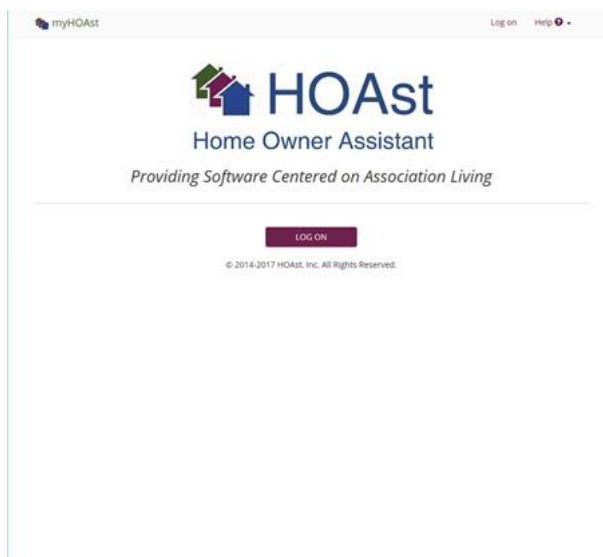 myHOAst
Log on Help
HOAst
Home Owner Assistant
Providing Software Centered on Association Living
LOG ON
© 2014-2017 HOAst, Inc. All Rights Reserved.